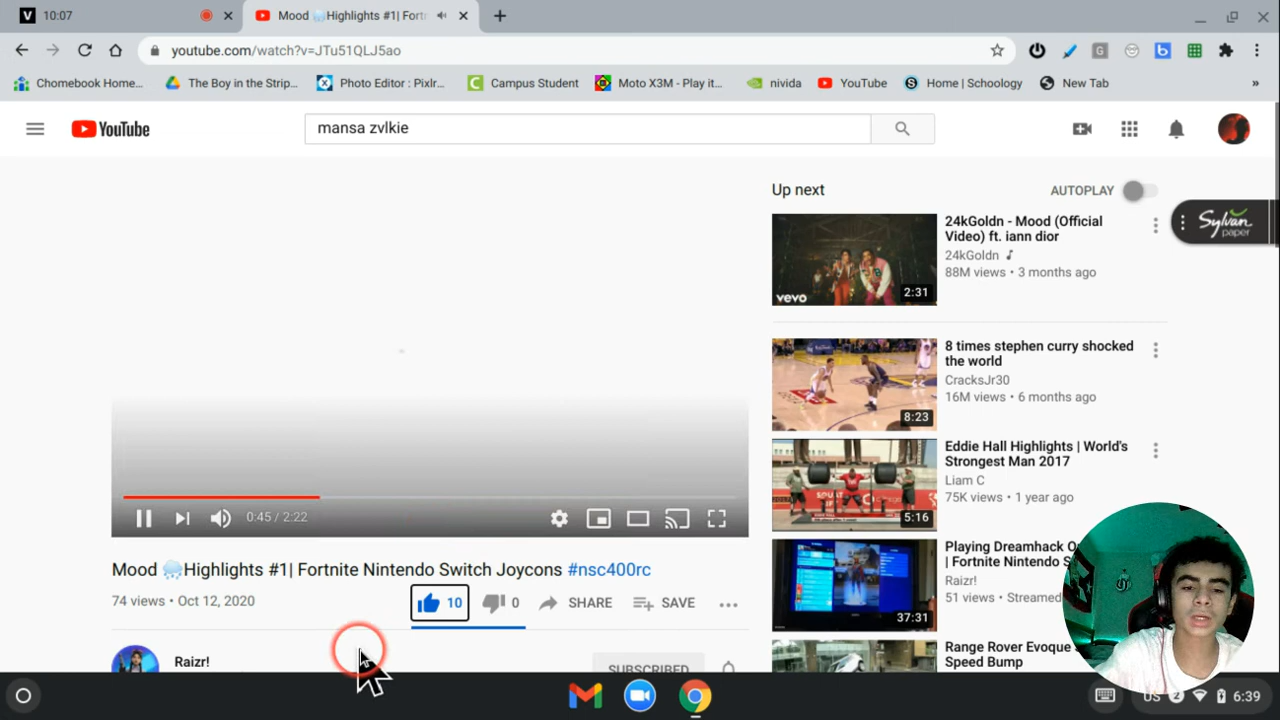 V 10:07
Mood 🌧Highlights #1| Fort
youtube.com/watch?v=JTu51QLJ5ao
Chomebook Home...
The Boy in the Strip...
Photo Editor : Pixlr...
Campus Student
Moto X3M - Play it...
nivida
YouTube
Home | Schoology
New Tab
YouTube
mansa zvlkie
Up next
AUTOPLAY
Sylvan
paper
vevo
2:31
24kGoldn - Mood (Official
Video) ft. iann dior
24kGoldn
88M views • 3 months ago
8:23
8 times stephen curry shocked
the world
CracksJr30
16M views • 6 months ago
5:16
Eddie Hall Highlights | World's
Strongest Man 2017
Liam C
75K views • 1 year ago
37:31
Playing Dreamhack O
| Fortnite Nintendo S
Raizr!
51 views • Streamed
Range Rover Evoque
Speed Bump
0:45 / 2:22
Mood 🌧Highlights #1| Fortnite Nintendo Switch Joycons #nsc400rc
74 views • Oct 12, 2020
10
0
SHARE
SAVE
Raizr!
SUBSCRIBED
US
2
6:39